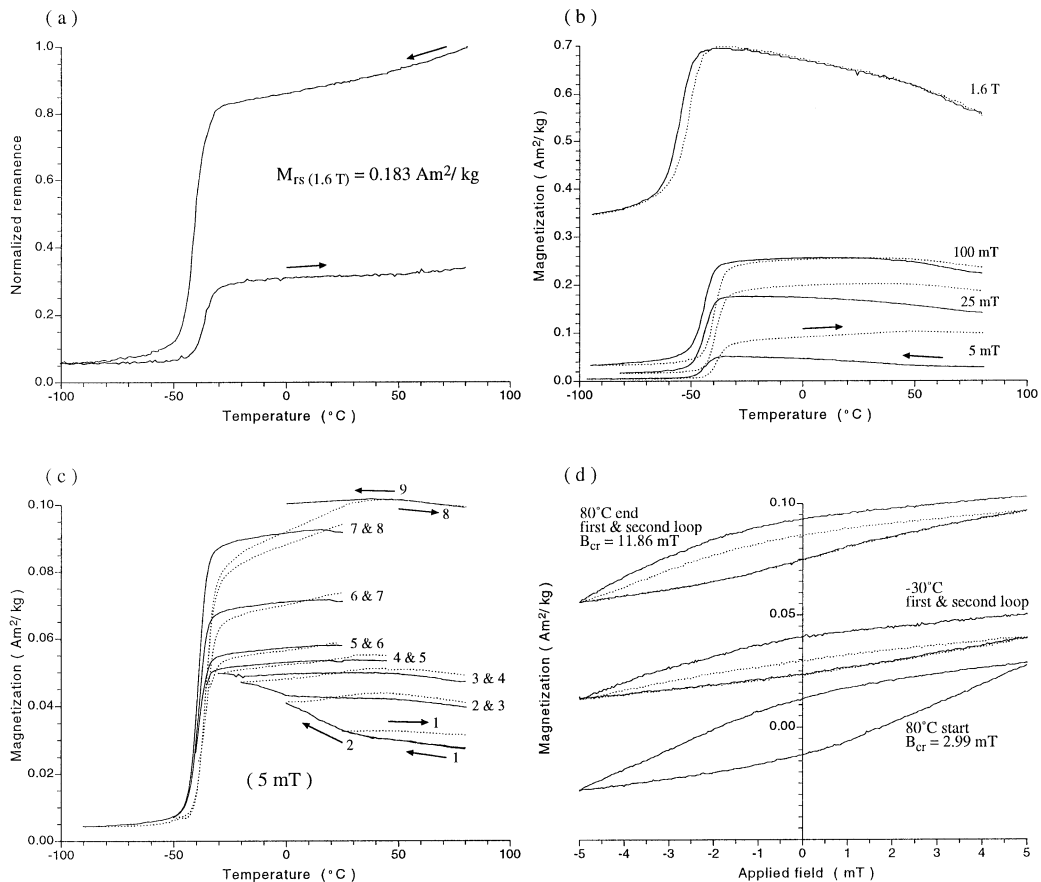 ( a )
Normalized remanence
1.0
0.8
0.6
0.4
0.2
0.0
M rs (1,6 T) = 0.183 Am²/ kg
-100
-50
0
50
100
Temperature ( °C )
( b )
Magnetization ( Am²/ kg )
0.7
0.6
0.5
0.4
0.3
0.2
0.1
0.0
1.6 T
100 mT
25 mT
5 mT
-100
-50
0
50
100
Temperature ( °C )
( c )
Magnetization ( Am²/ kg )
0.10
0.08
0.06
0.04
0.02
0.00
9
8
7 & 8
6 & 7
5 & 6
4 & 5
3 & 4
2 & 3
1
2
1
( 5 mT )
-100
-50
0
50
100
Temperature ( °C )
( d )
Magnetization ( Am²/ kg )
0.10
0.05
0.00
80°C end
first & second loop
Bcr = 11.86 mT
-30°C
first & second loop
80°C start
Bcr = 2.99 mT
-5
-4
-3
-2
-1
0
1
2
3
4
5
Applied field ( mT )